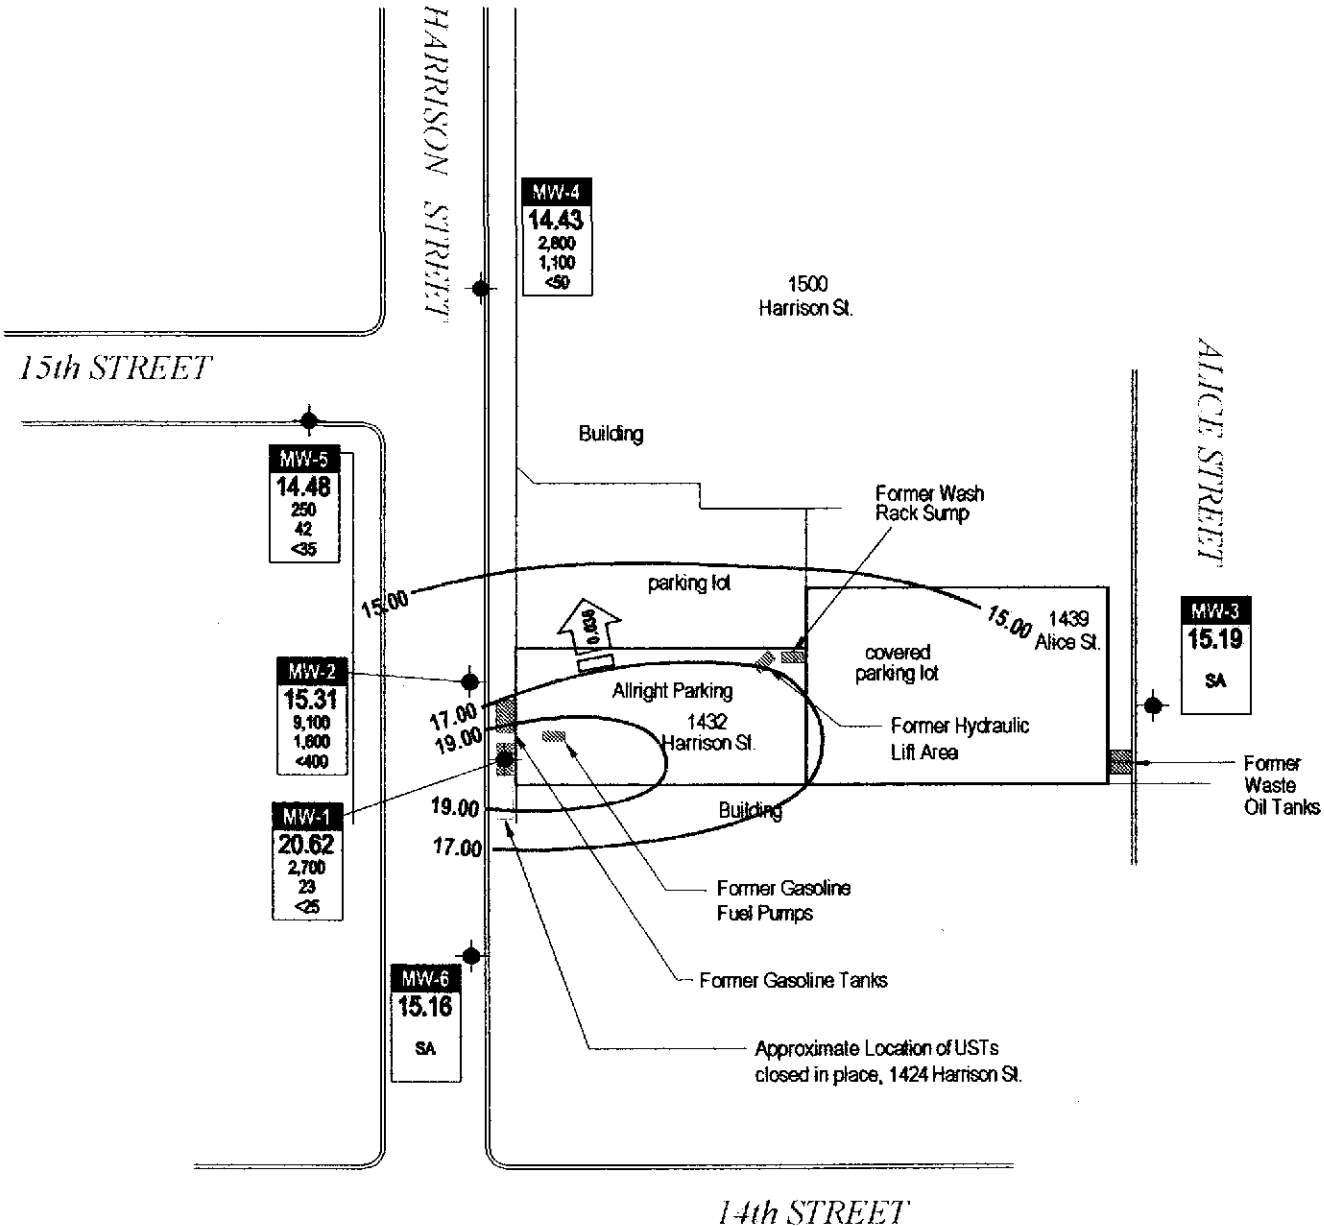 HARRISON STREET
MW-4
14.43
2,800
1,100
<50
1500
Harrison St.
15th STREET
ALICE STREET
Building
MW-5
14.48
250
42
<35
Former Wash
Rack Sump
parking lot
15.00
15.00
1439
Alice St.
MW-3
15.19
SA
0.036
covered
parking lot
MW-2
15.31
9,100
1,600
<400
Allright Parking
1432
Harrison St.
17.00
19.00
Former Hydraulic
Lift Area
Former
Waste
Oil Tanks
MW-1
20.62
2,700
23
<25
19.00
17.00
Building
Former Gasoline
Fuel Pumps
MW-6
15.16
SA
Former Gasoline Tanks
Approximate Location of USTs
closed in place, 1424 Harrison St.
14th STREET